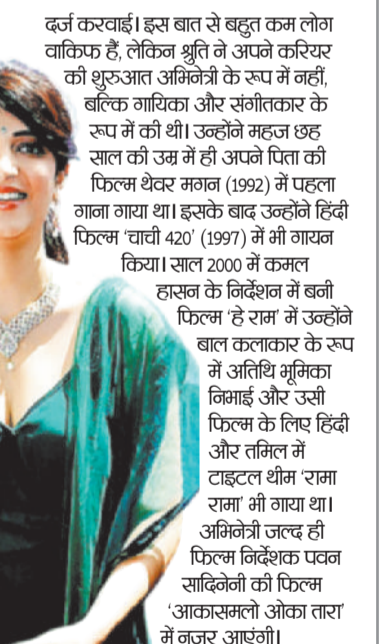 दर्ज करवाई। इस बात से बहुत कम लोग
वाकिफ हैं, लेकिन श्रुति ने अपने करियर
की शुरुआत अभिनेत्री के रूप में नहीं,
बल्कि गायिका और संगीतकार के
रूप में की थी। उन्होंने महज छह
साल की उम्र में ही अपने पिता की
फिल्म थेवर मगन (1992) में पहला
गाना गाया था। इसके बाद उन्होंने हिंदी
फिल्म ‘चाची 420’ (1997) में भी गायन
किया। साल 2000 में कमल
हासन के निर्देशन में बनी
फिल्म ‘हे राम’ में उन्होंने
बाल कलाकार के रूप
में अतिथि भूमिका
निभाई और उसी
फिल्म के लिए हिंदी
और तमिल में
टाइटल थीम ‘रामा
रामा’ भी गाया था।
अभिनेत्री जल्द ही
फिल्म निर्देशक पवन
सादिनेनी की फिल्म
‘आकासमलो ओका तारा’
में नजर आएंगी।